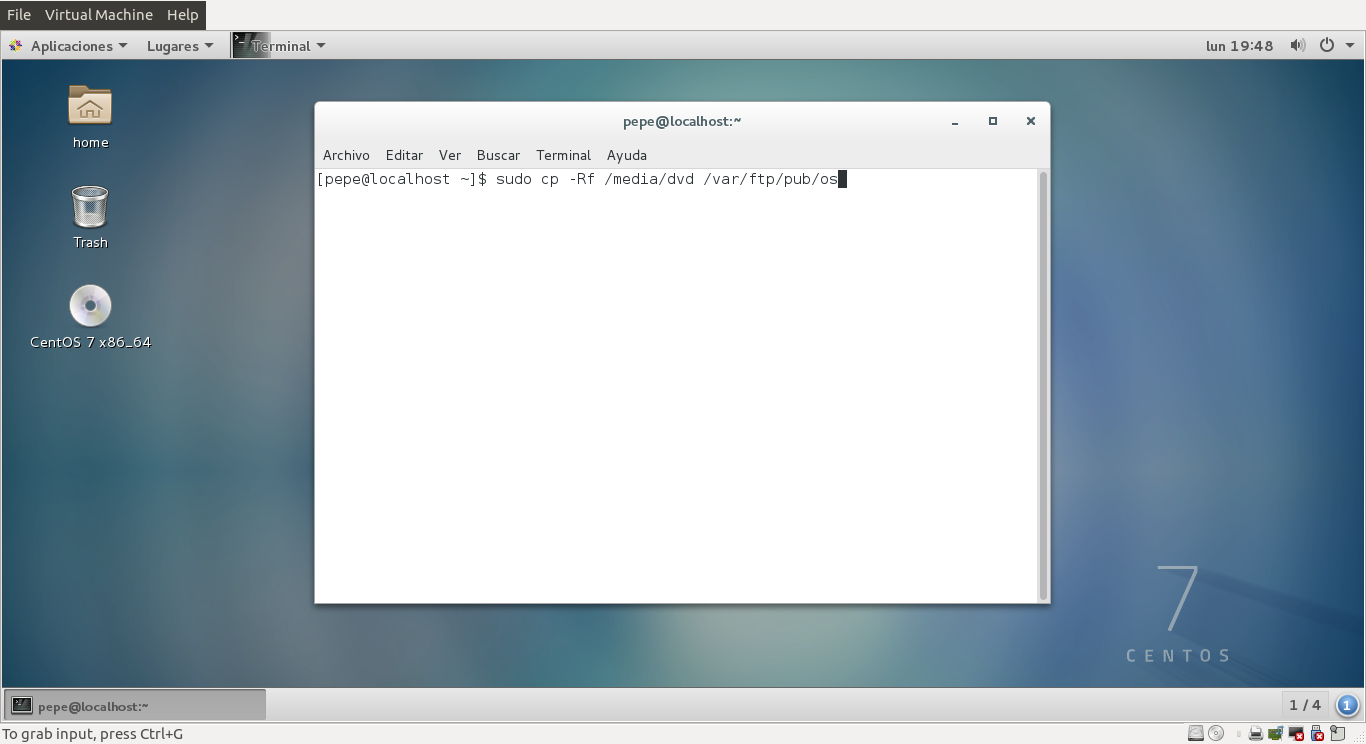 File Virtual Machine Help
Aplicaciones Lugares Terminal lun 19:48
home
Trash
CentOS 7 x86_64
pepe@localhost:~
Archivo Editar Ver Buscar Terminal Ayuda
[pepe@localhost ~]$ sudo cp -Rf /media/dvd /var/ftp/pub/os
7
CENTOS
pepe@localhost:~ 1 / 4 1
To grab input, press Ctrl+G